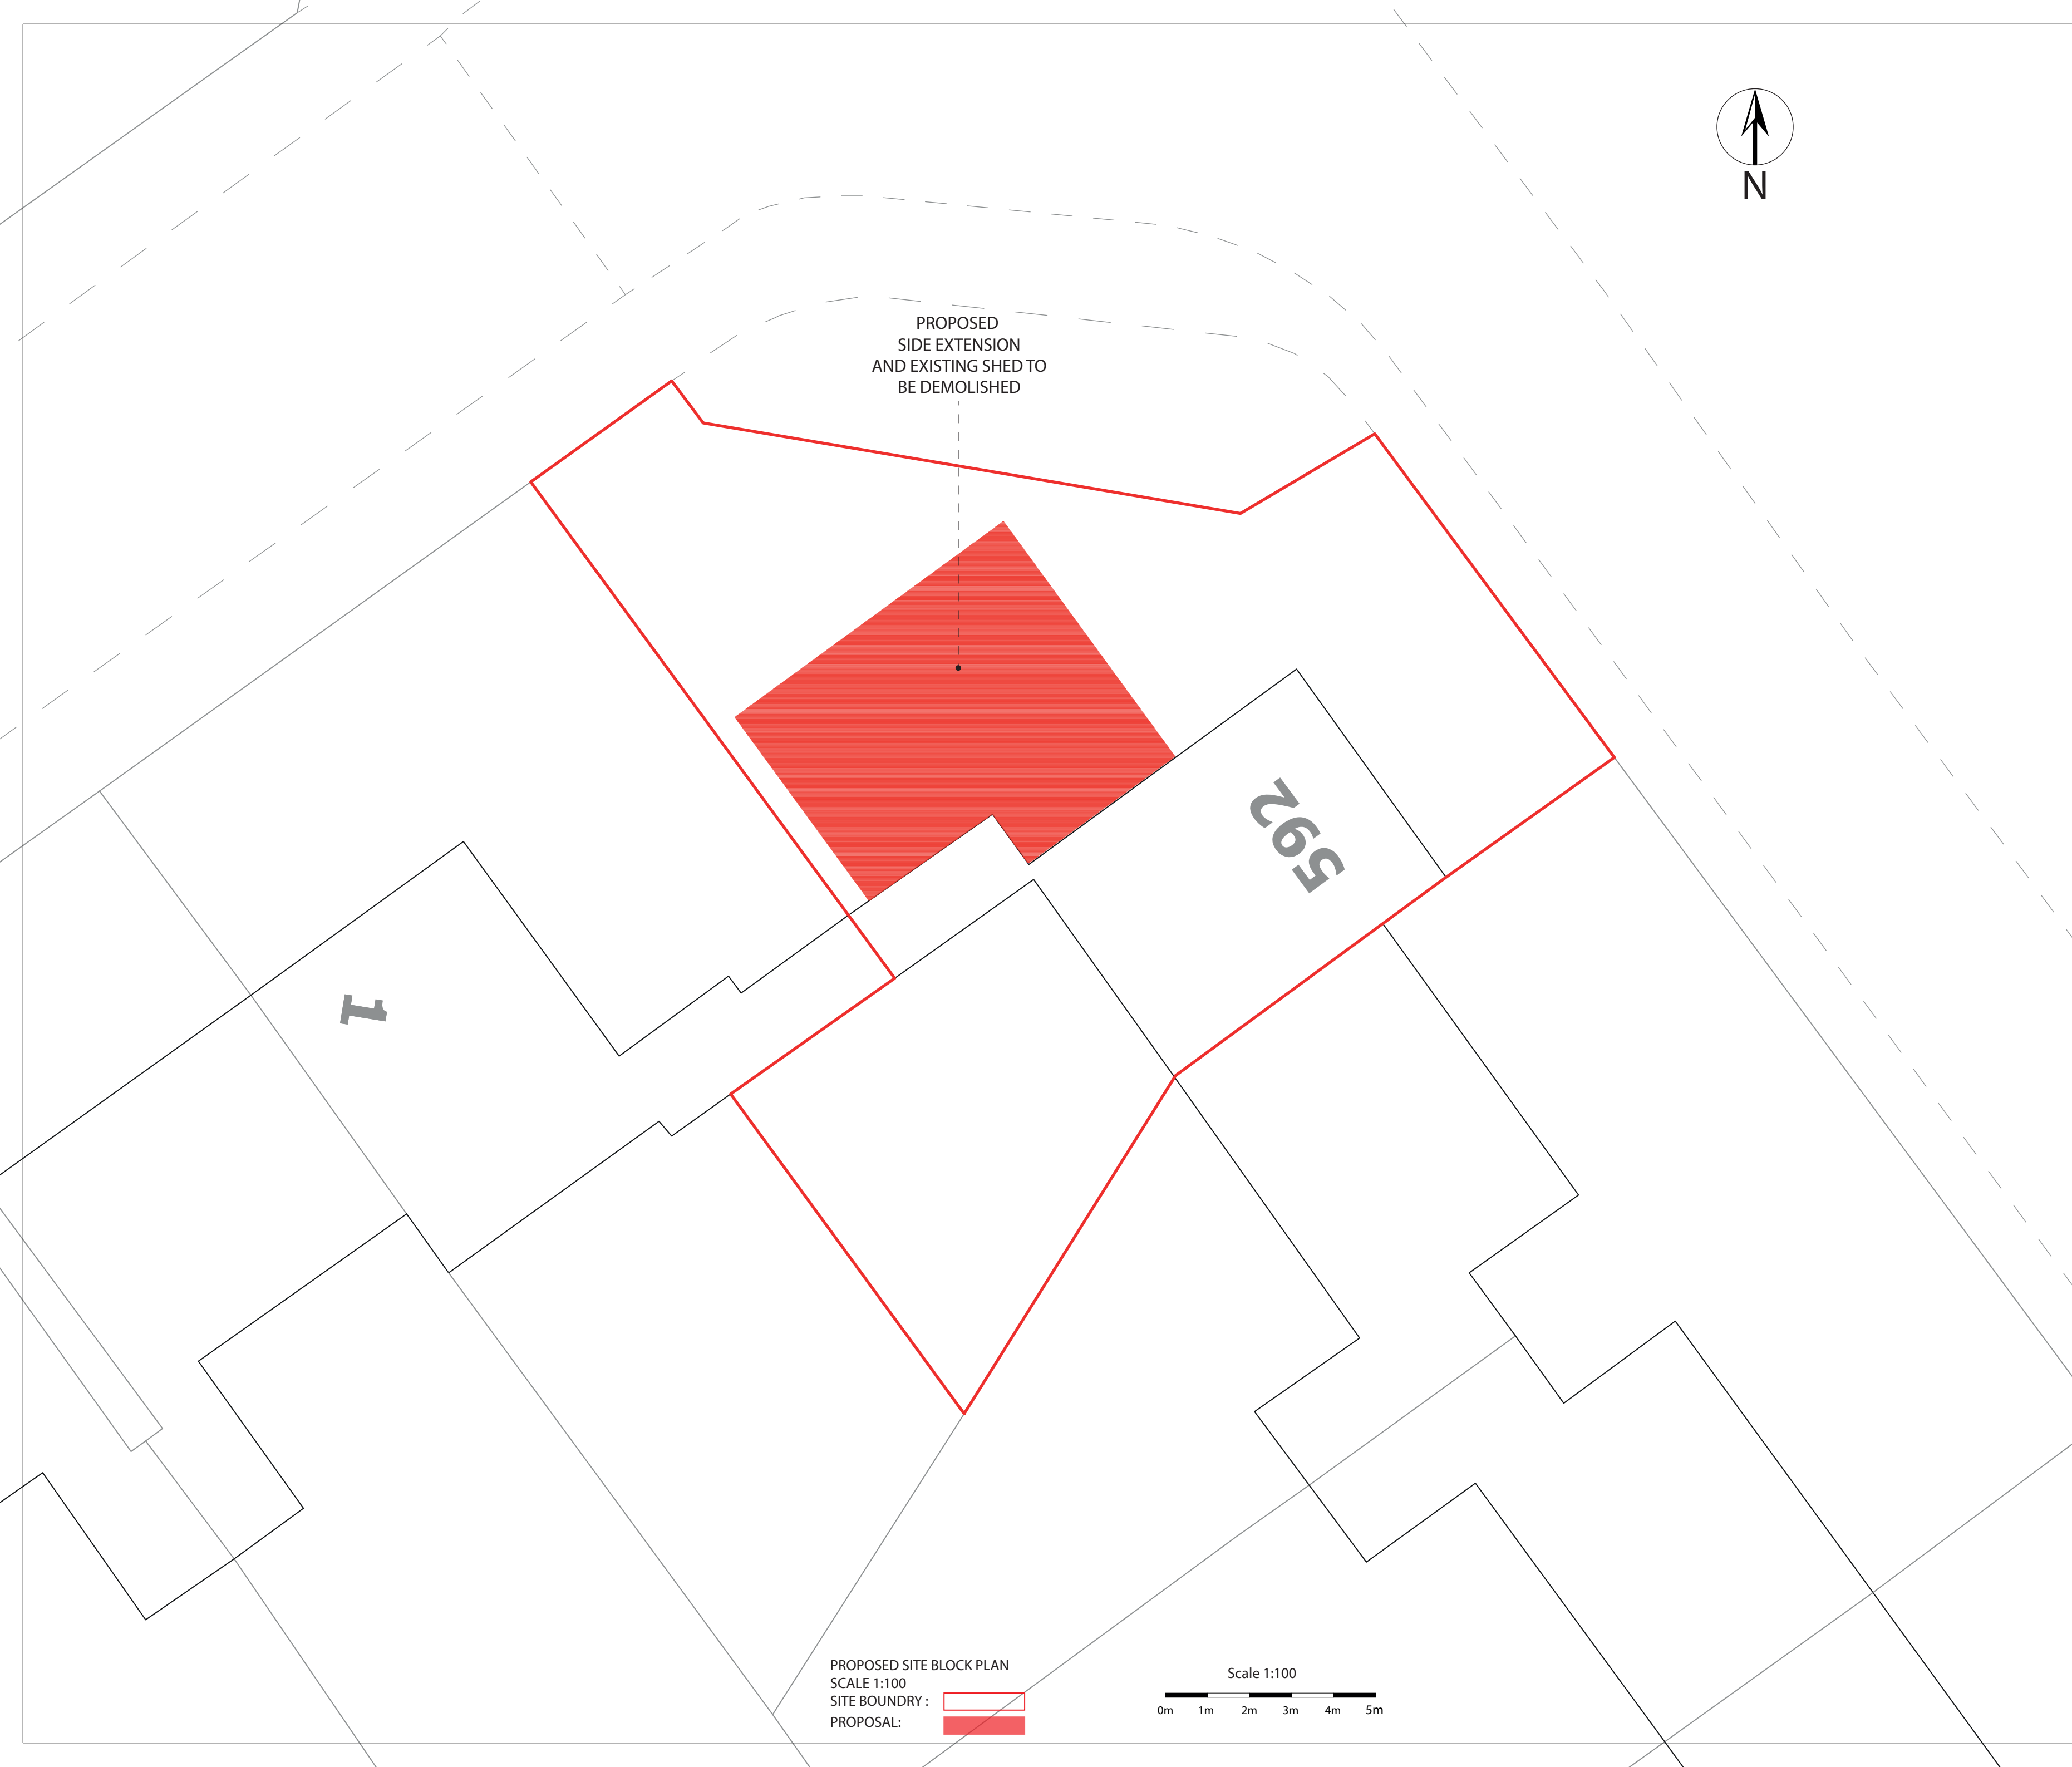 N
PROPOSED
SIDE EXTENSION
AND EXISTING SHED TO
BE DEMOLISHED
592
1
PROPOSED SITE BLOCK PLAN
SCALE 1:100
SITE BOUNDRY :
PROPOSAL:
Scale 1:100
0m 1m 2m 3m 4m 5m